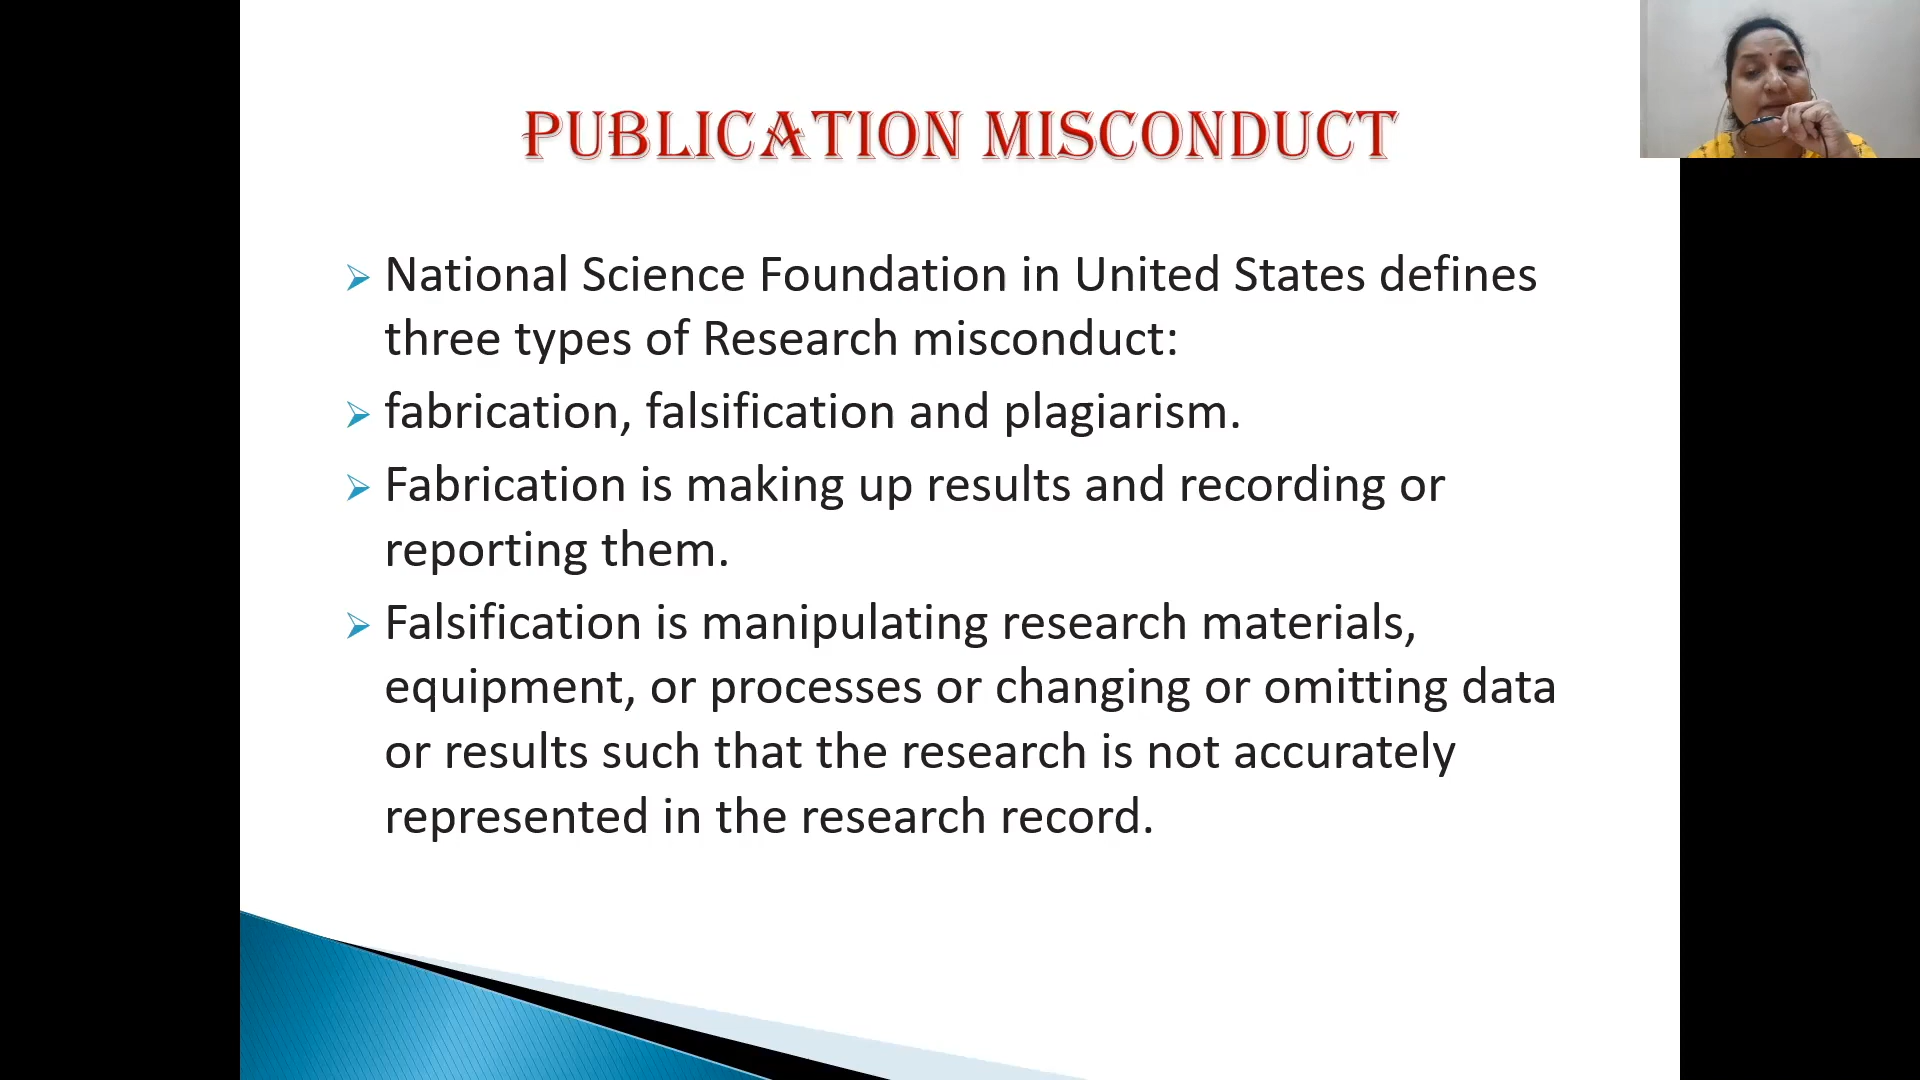 PUBLICATION MISCONDUCT
National Science Foundation in United States defines
three types of Research misconduct:
fabrication, falsification and plagiarism.
Fabrication is making up results and recording or
reporting them.
Falsification is manipulating research materials,
equipment, or processes or changing or omitting data
or results such that the research is not accurately
represented in the research record.